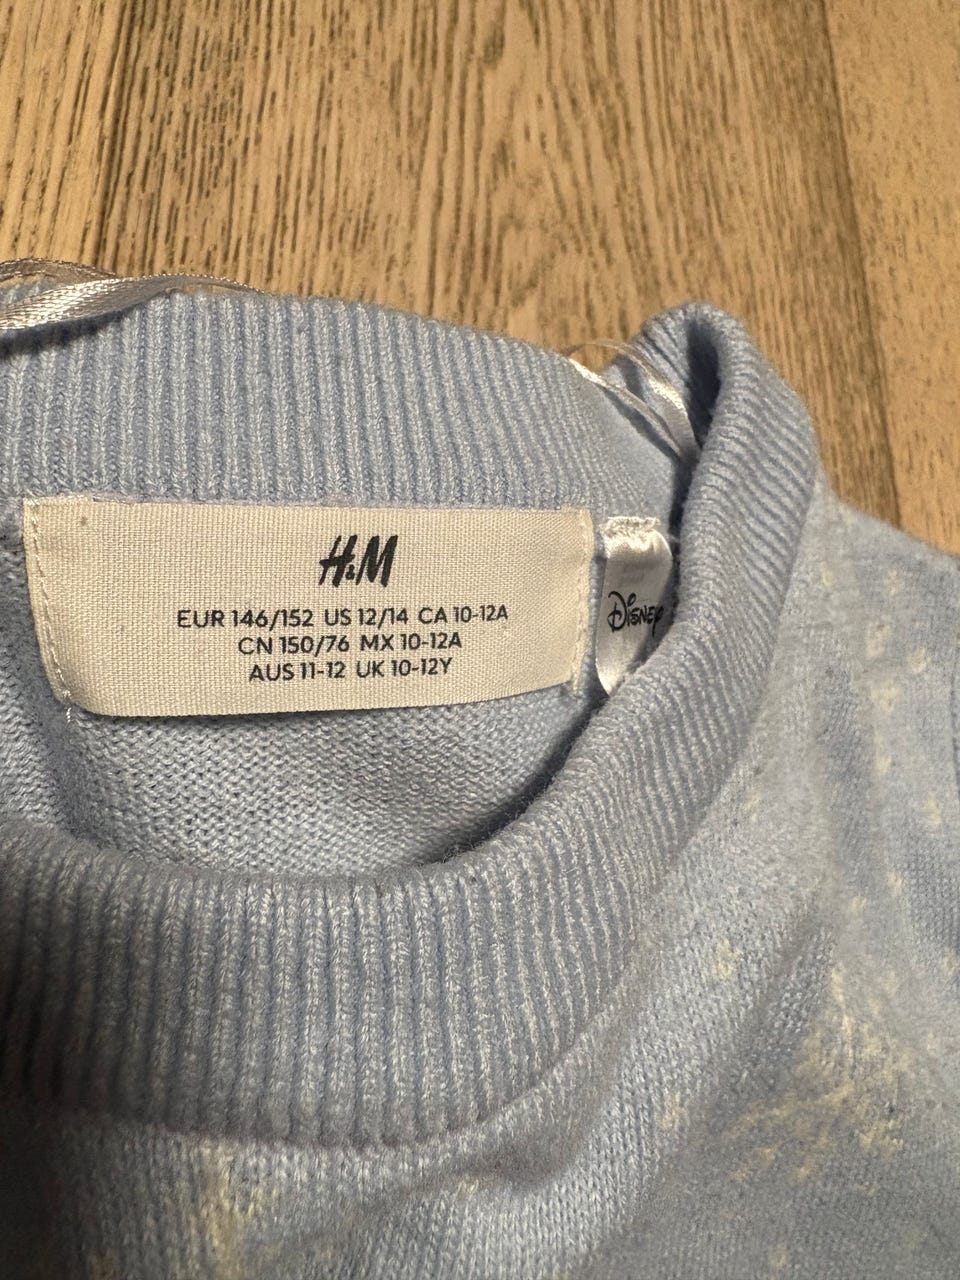 H&M
EUR 146/152 US 12/14 CA 10-12A
CN 150/76 MX 10-12A
AUS 11-12 UK 10-12Y
Disney